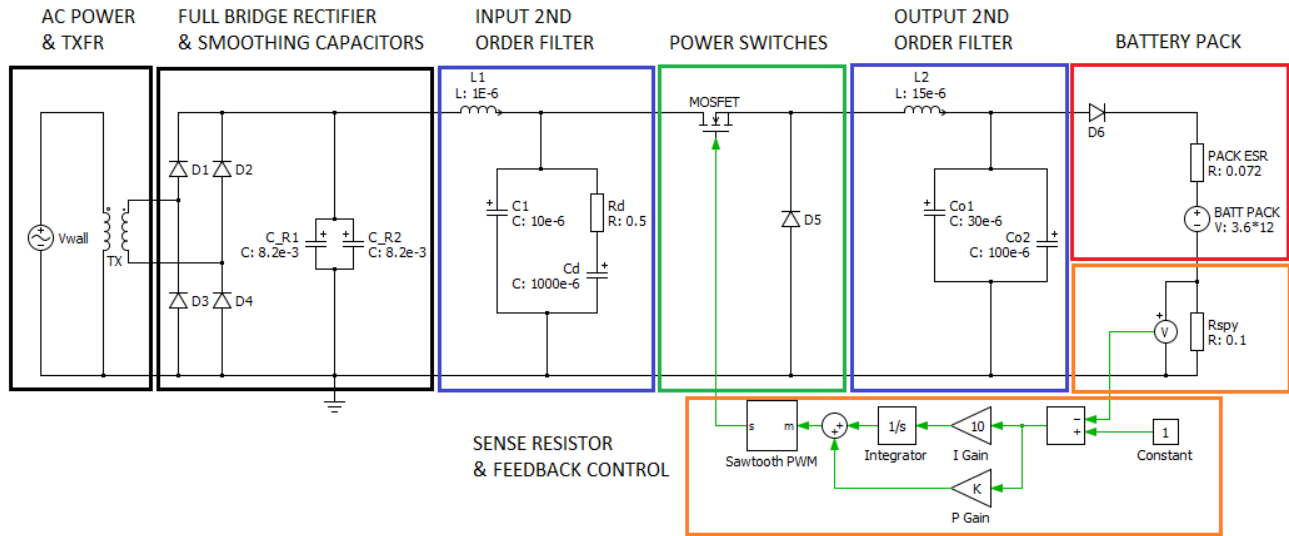 AC POWER
& TXFR
FULL BRIDGE RECTIFIER
& SMOOTHING CAPACITORS
INPUT 2ND
ORDER FILTER
POWER SWITCHES
OUTPUT 2ND
ORDER FILTER
BATTERY PACK
Vwall
TX
D1
D2
D3
D4
C_R1
C: 8.2e-3
C_R2
C: 8.2e-3
L1
L: 1E-6
C1
C: 10e-6
Rd
R: 0.5
Cd
C: 1000e-6
MOSFET
D5
L2
L: 15e-6
Co1
C: 30e-6
Co2
C: 100e-6
D6
PACK ESR
R: 0.072
BATT PACK
V: 3.6*12
V
Rspy
R: 0.1
SENSE RESISTOR
& FEEDBACK CONTROL
s
m
Sawtooth PWM
1/s
Integrator
10
I Gain
K
P Gain
1
Constant